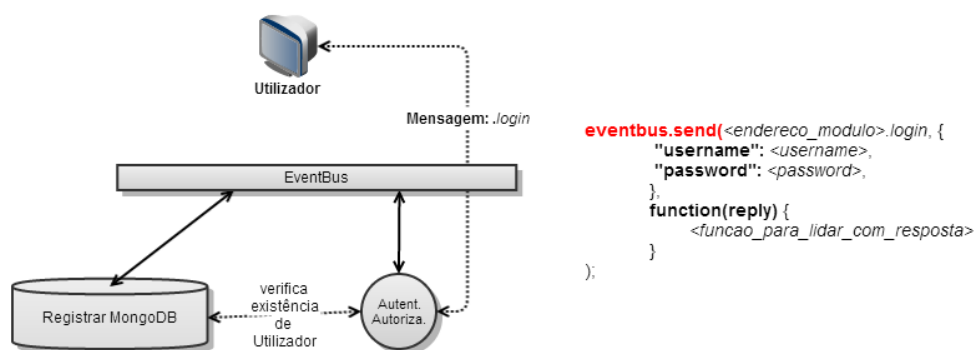 Utilizador
Mensagem: .login
EventBus
Registrar MongoDB
verifica
existência
de
Utilizador
Autent.
Autoriza.
eventbus.send(<endereco_modulo>.login, {
"username": <username>,
"password": <password>,
},
function(reply) {
<funcao_para_lidar_com_resposta>
}
);